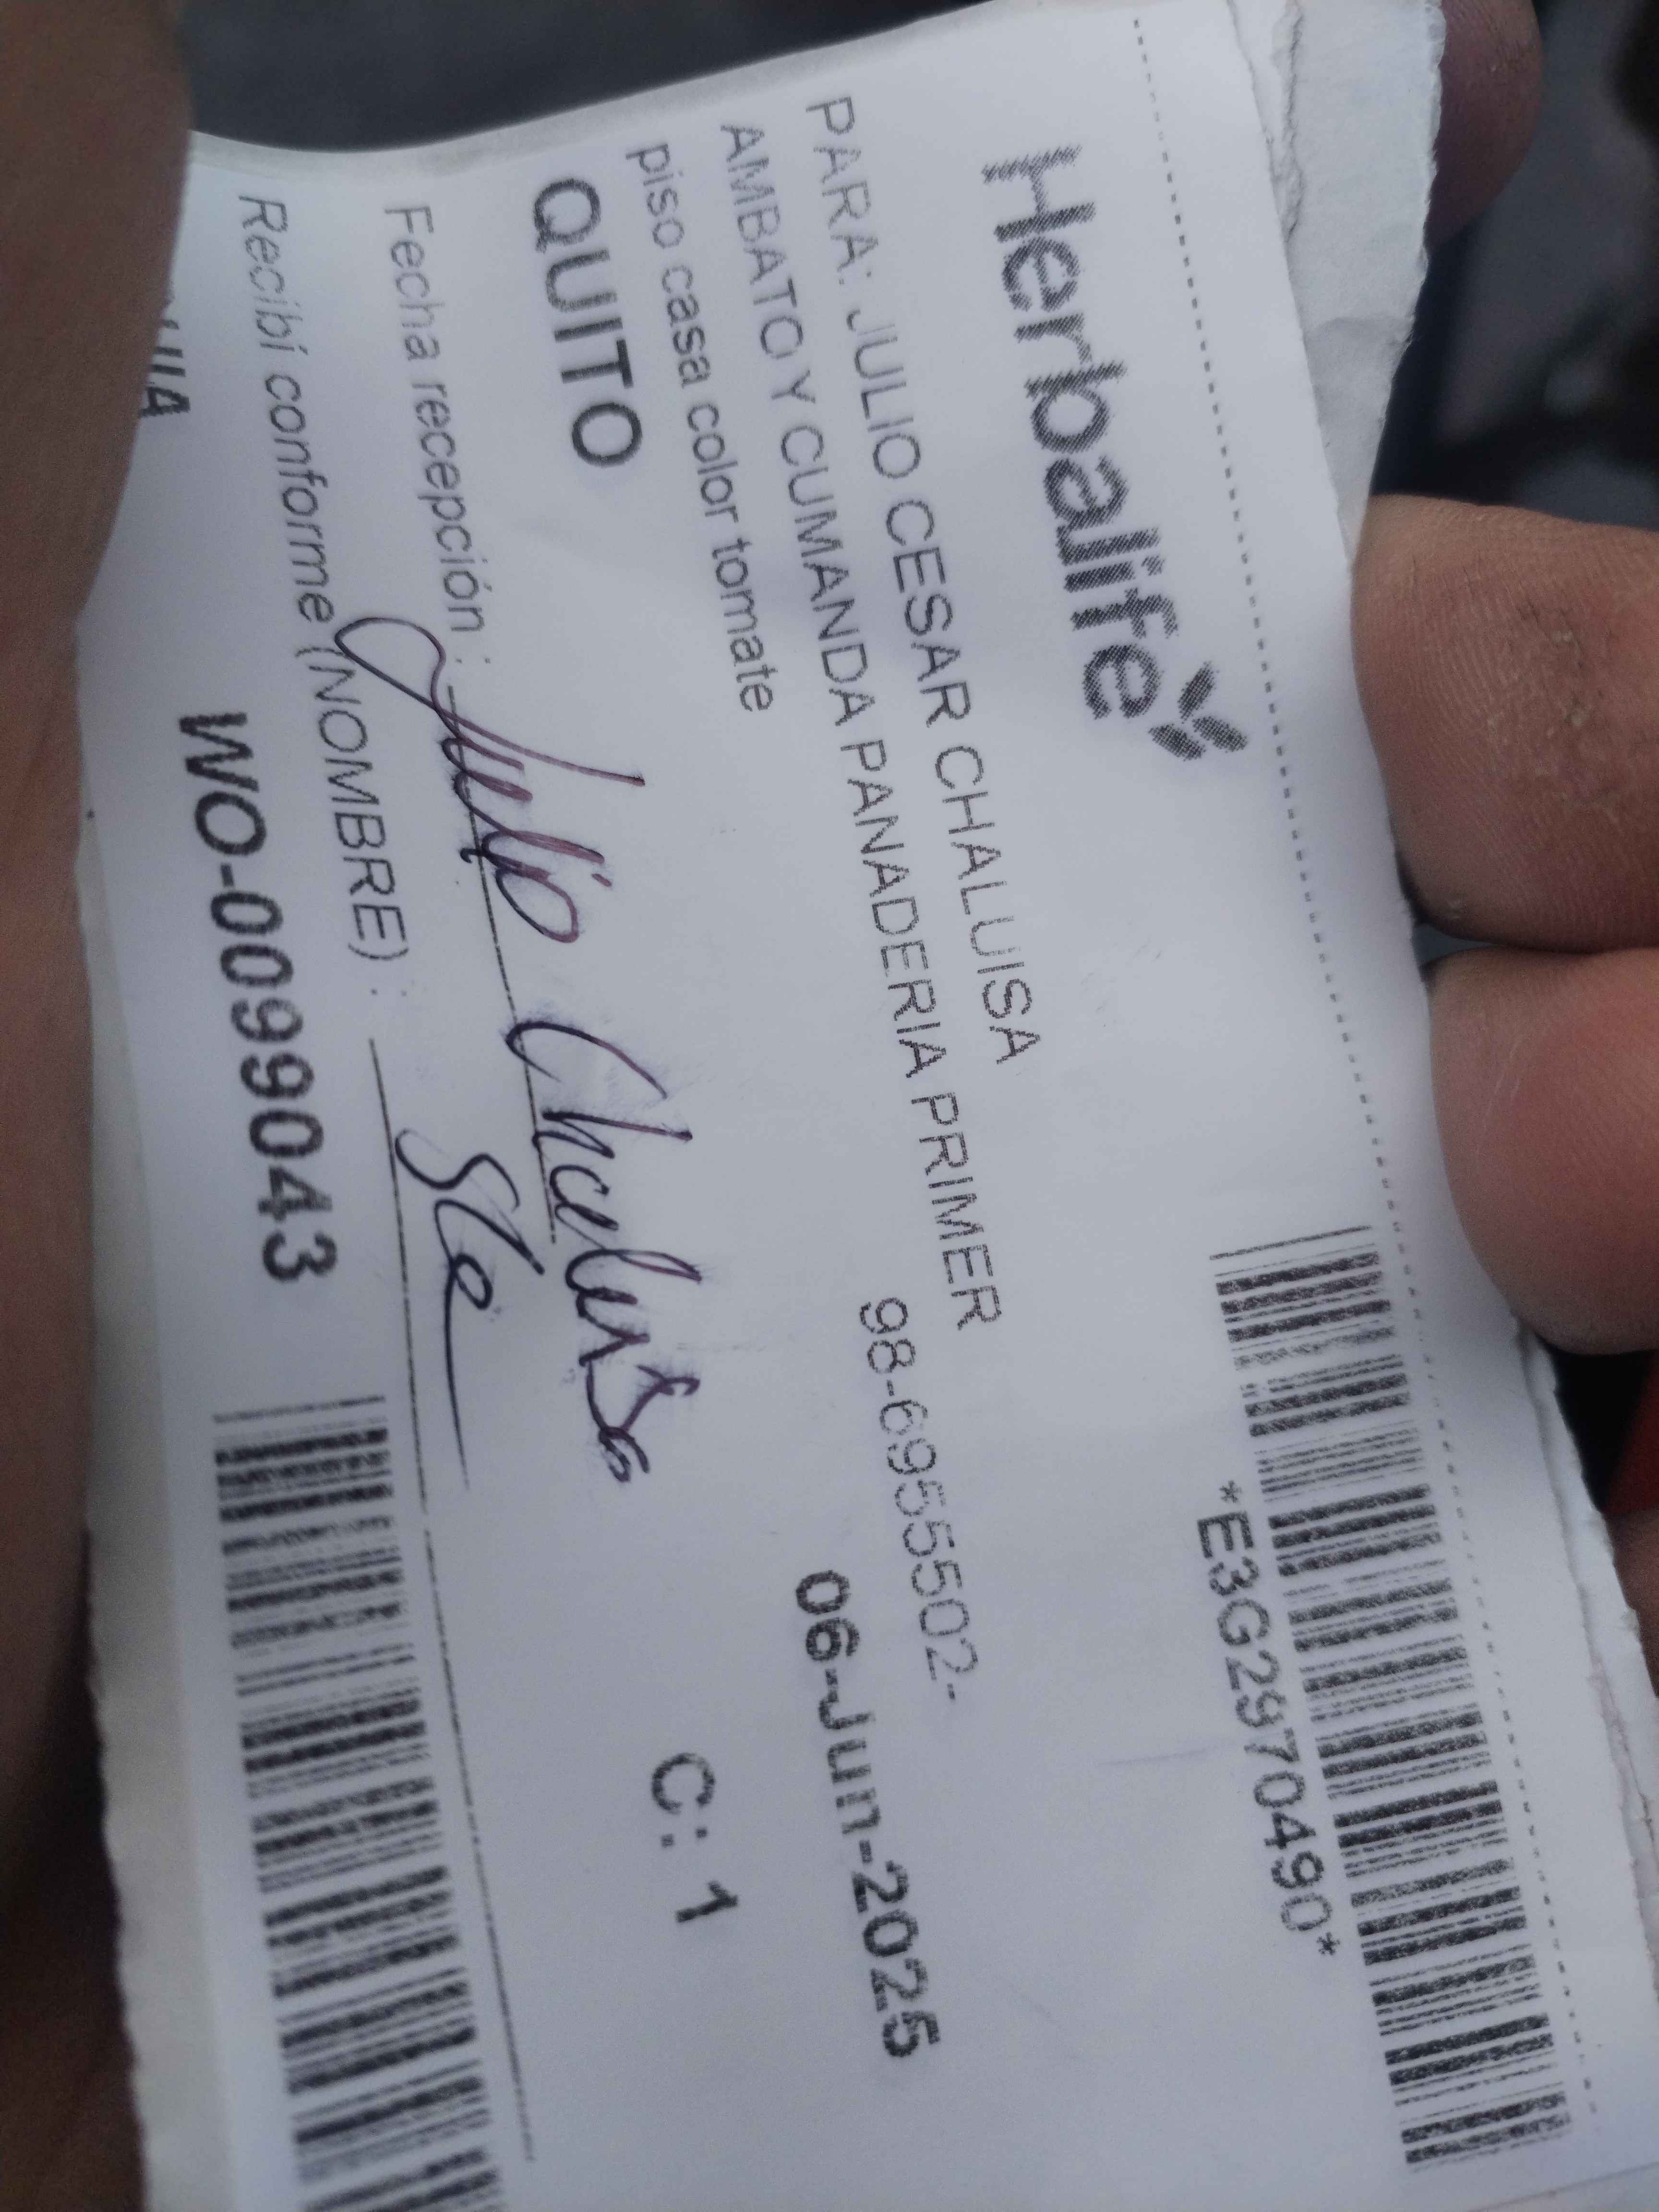 Herbalife
*E3G2970490*
PARA: JULIO CESAR CHALUISA
AMBATO Y CUMANDA PANADERIA PRIMER
98-6955502-
piso casa color tomate
06-Jun-2025
QUITO
C: 1
Fecha recepción : Julio Chaluisa
Recibí conforme (NOMBRE) :
WO-0099043